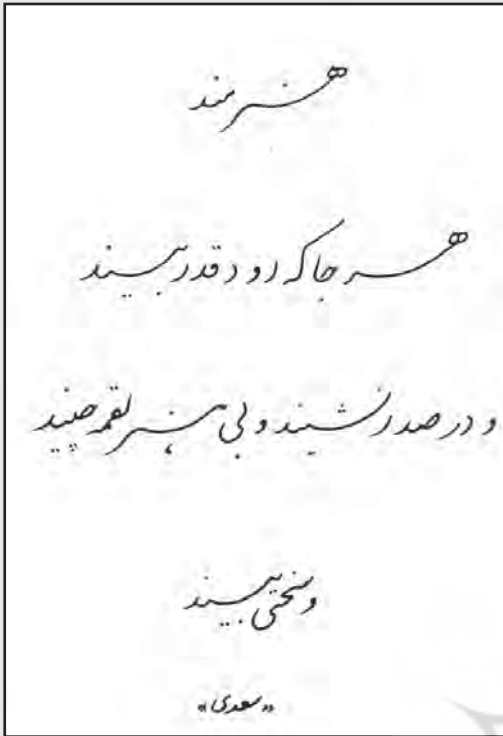 هنرمند
هر جا که رود قدر بیند
و در صدر نشیند و بی هنر لقمه چیند
و سختی بیند
«سعدی»